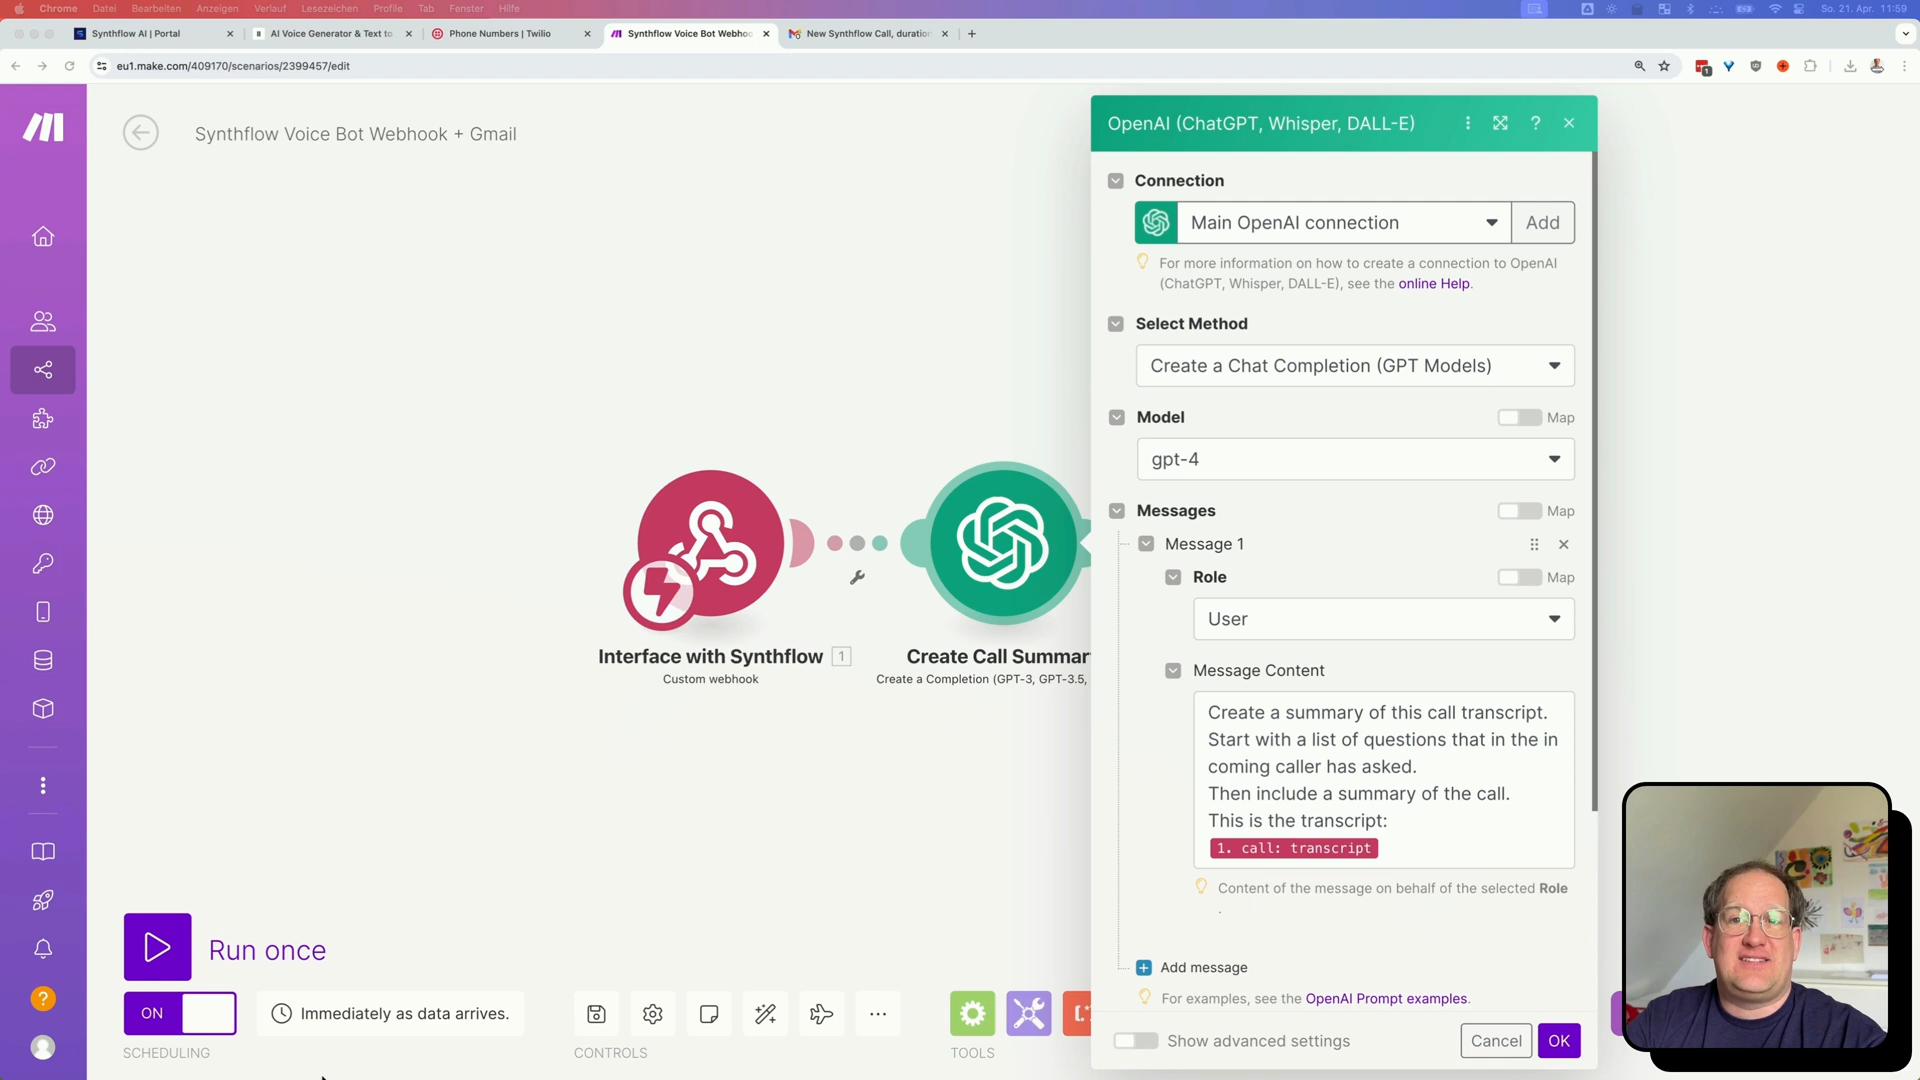 Chrome Datei Bearbeiten Anzeigen Verlauf Lesezeichen Profile Tab Fenster Hilfe So. 21. Apr. 11:59
Synthflow AI | Portal
AI Voice Generator & Text to
Phone Numbers | Twilio
Synthflow Voice Bot Webhoo
New Synthflow Call, duration
eu1.make.com/409170/scenarios/2399457/edit
Synthflow Voice Bot Webhook + Gmail
OpenAI (ChatGPT, Whisper, DALL-E)
Connection
Main OpenAI connection
Add
For more information on how to create a connection to OpenAI
(ChatGPT, Whisper, DALL-E), see the online Help.
Select Method
Create a Chat Completion (GPT Models)
Model
Map
gpt-4
Messages
Map
Message 1
Role
Map
User
Message Content
Create a summary of this call transcript.
Start with a list of questions that in the in
coming caller has asked.
Then include a summary of the call.
This is the transcript:
1. call: transcript
Content of the message on behalf of the selected Role
.
Add message
For examples, see the OpenAI Prompt examples.
Show advanced settings
Cancel
OK
Interface with Synthflow 1
Custom webhook
Create Call Summar
Create a Completion (GPT-3, GPT-3.5,
Run once
ON
Immediately as data arrives.
SCHEDULING
CONTROLS
TOOLS